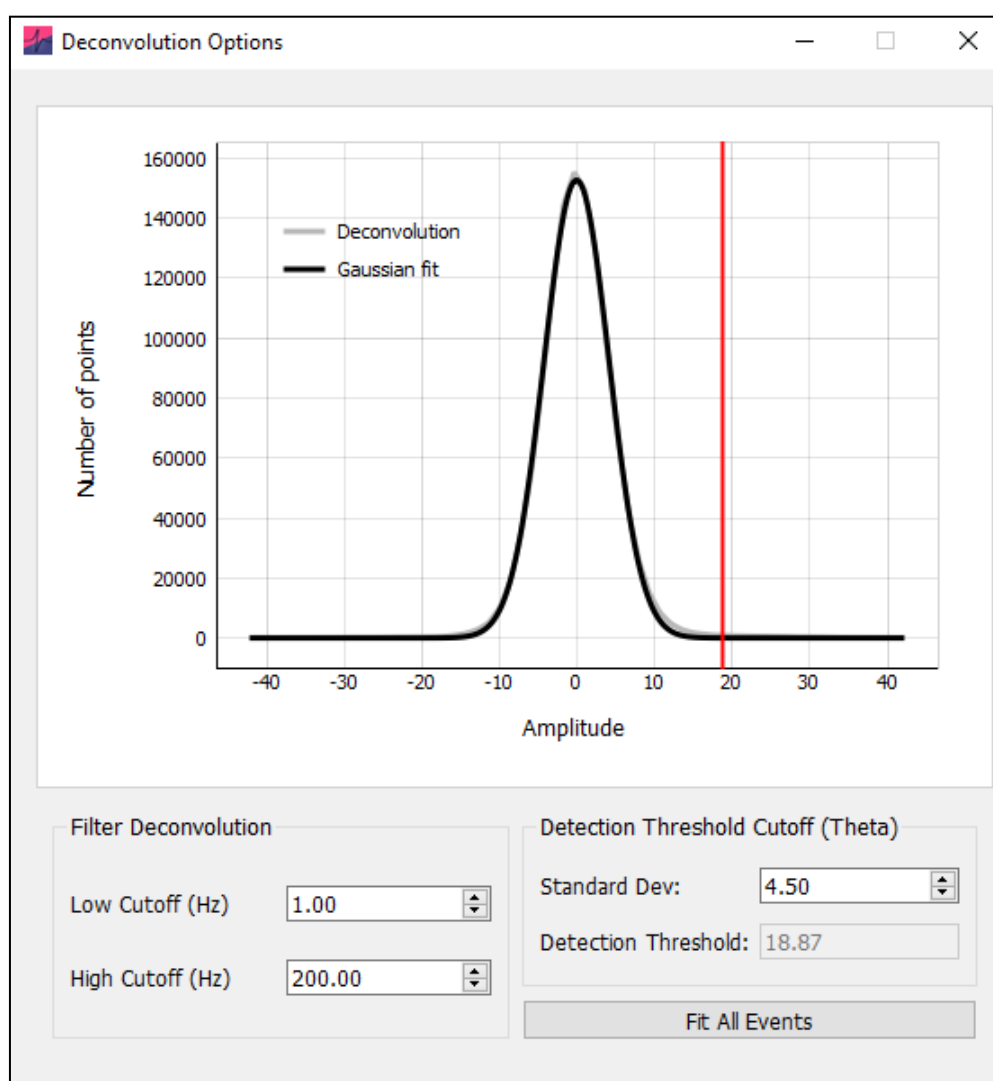 Deconvolution Options
160000
140000
120000
100000
80000
60000
40000
20000
0
Number of points
Deconvolution
Gaussian fit
-40 -30 -20 -10 0 10 20 30 40
Amplitude
Filter Deconvolution
Low Cutoff (Hz) 1.00
High Cutoff (Hz) 200.00
Detection Threshold Cutoff (Theta)
Standard Dev: 4.50
Detection Threshold: 18.87
Fit All Events